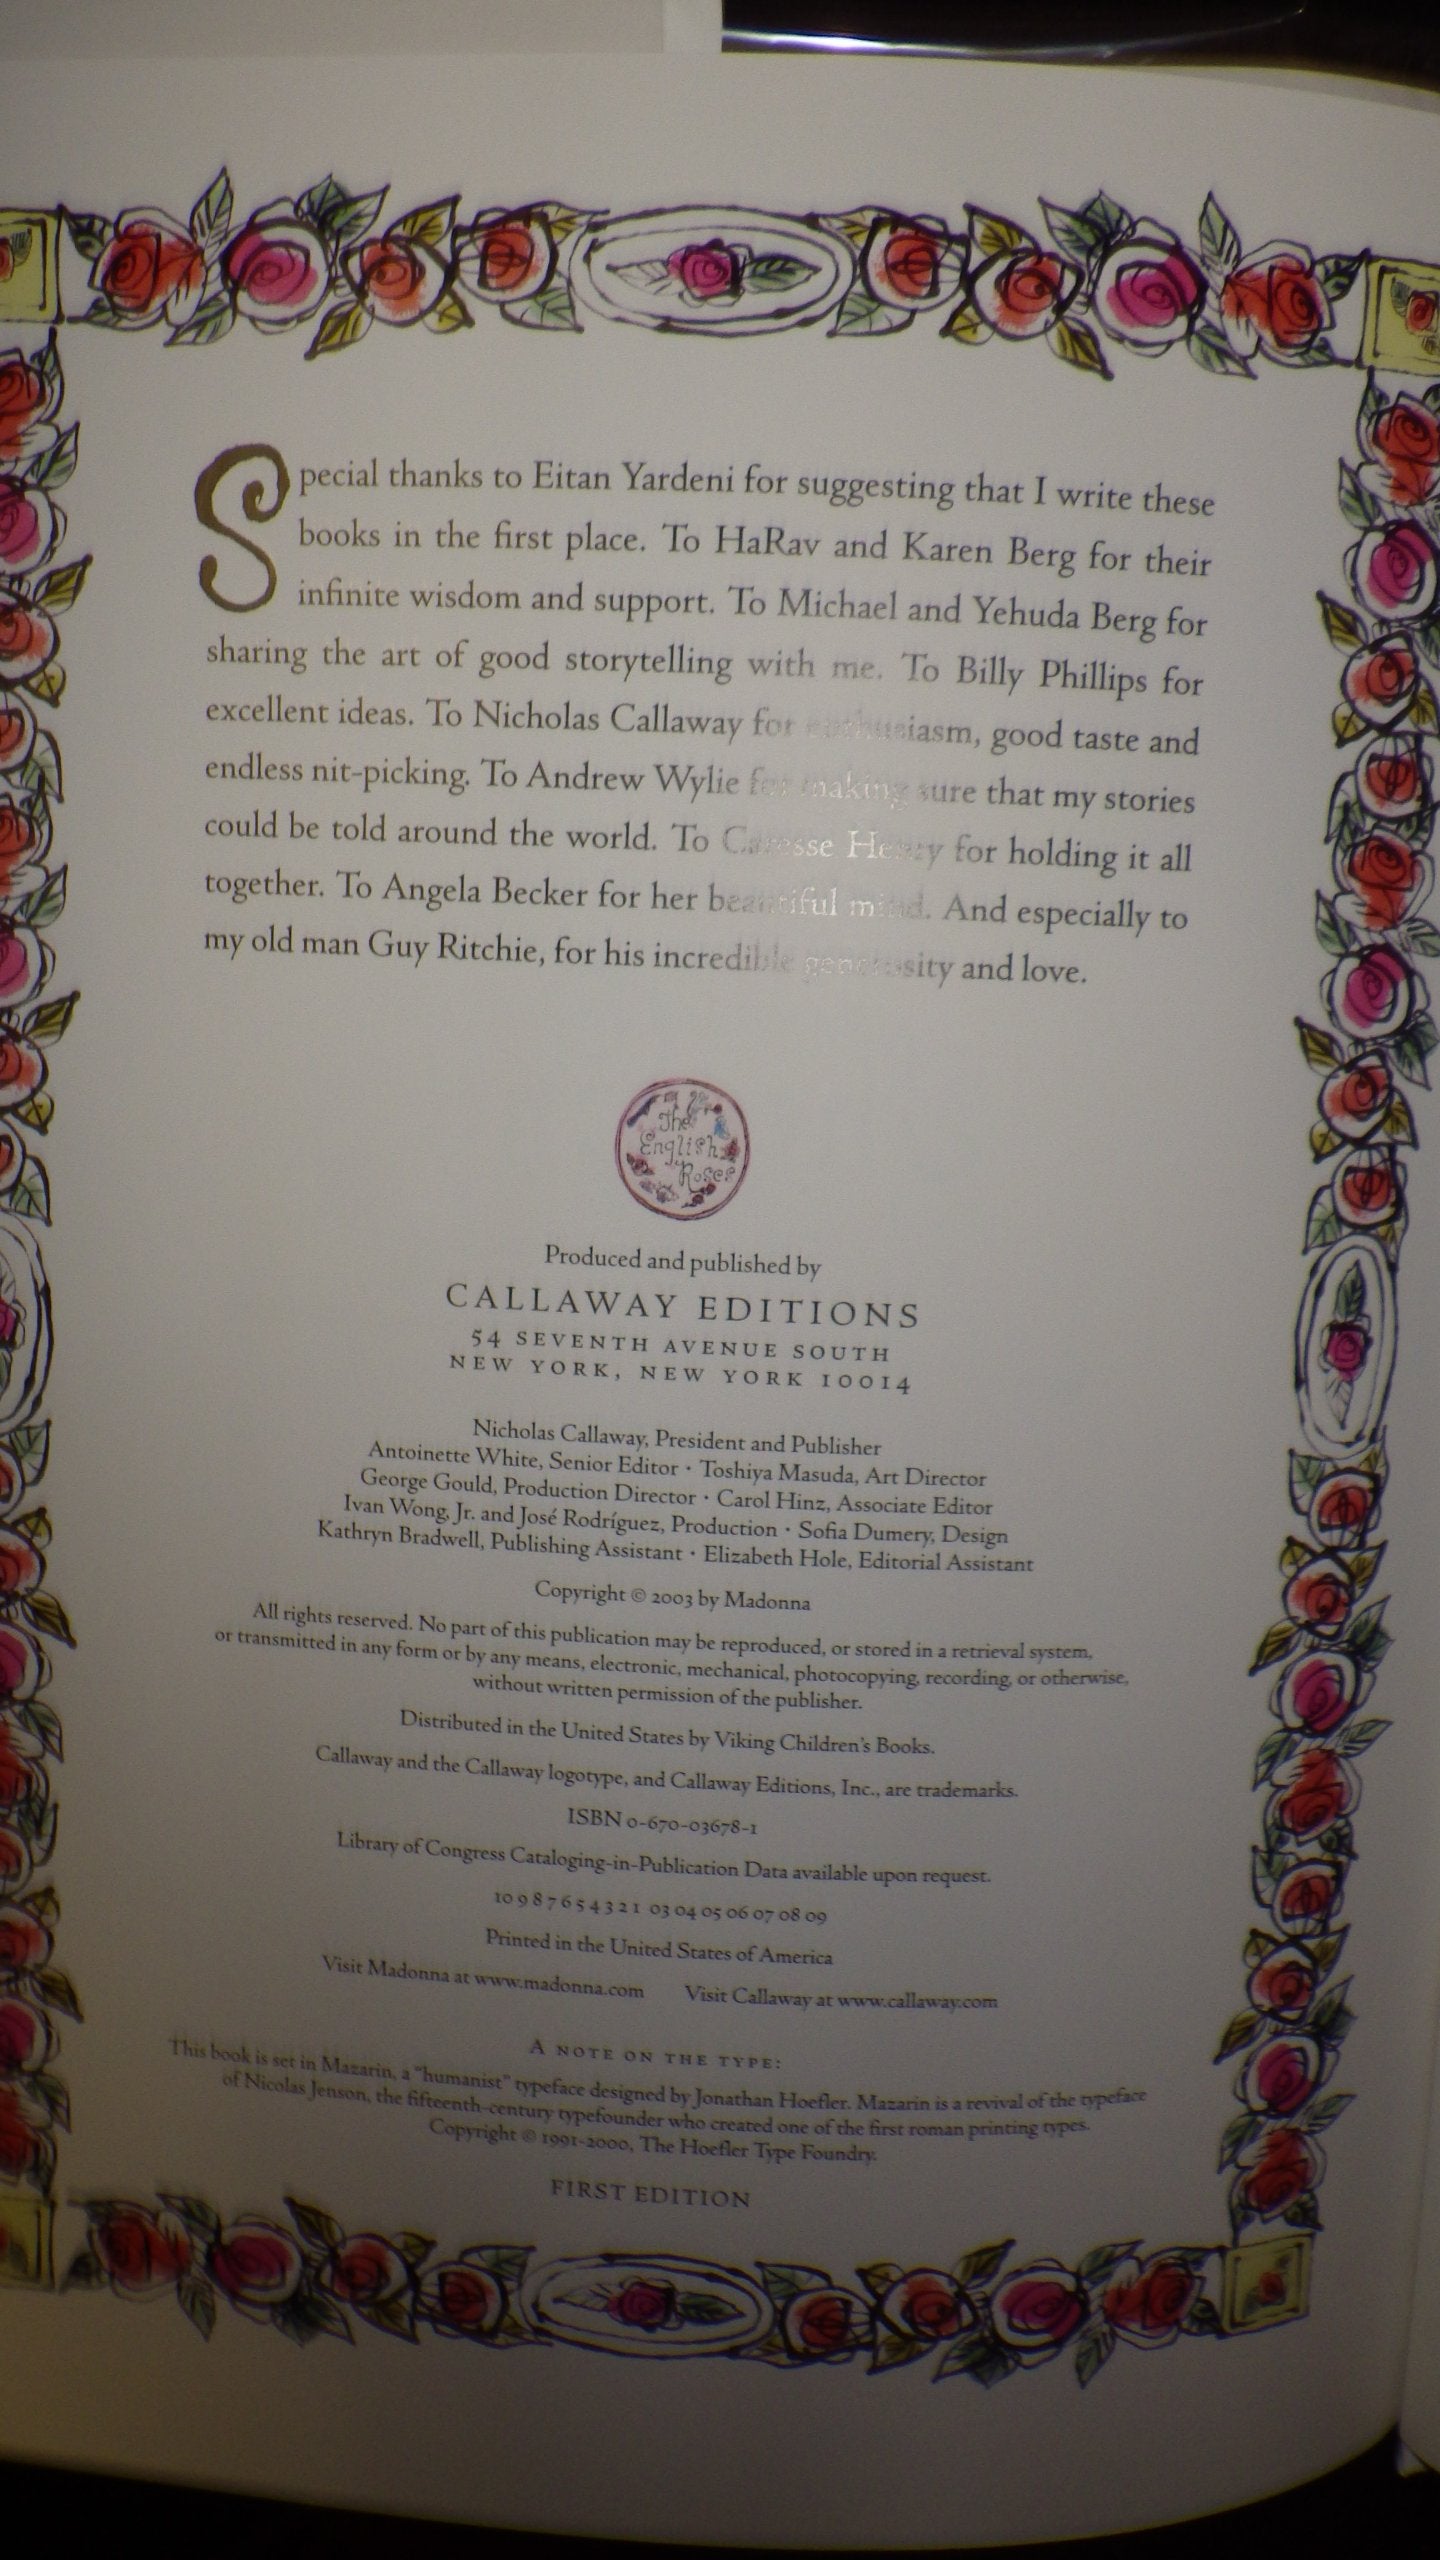 Special thanks to Eitan Yardeni for suggesting that I write these
books in the first place. To HaRav and Karen Berg for their
infinite wisdom and support. To Michael and Yehuda Berg for
sharing the art of good storytelling with me. To Billy Phillips for
excellent ideas. To Nicholas Callaway for enthusiasm, good taste and
endless nit-picking. To Andrew Wylie for making sure that my stories
could be told around the world. To Caresse Henry for holding it all
together. To Angela Becker for her beautiful mind. And especially to
my old man Guy Ritchie, for his incredible generosity and love.
The
English
Roses
Produced and published by
CALLAWAY EDITIONS
54 SEVENTH AVENUE SOUTH
NEW YORK, NEW YORK 10014
Nicholas Callaway, President and Publisher
Antoinette White, Senior Editor · Toshiya Masuda, Art Director
George Gould, Production Director · Carol Hinz, Associate Editor
Ivan Wong, Jr. and José Rodríguez, Production · Sofia Dumery, Design
Kathryn Bradwell, Publishing Assistant · Elizabeth Hole, Editorial Assistant
Copyright © 2003 by Madonna
All rights reserved. No part of this publication may be reproduced, or stored in a retrieval system,
or transmitted in any form or by any means, electronic, mechanical, photocopying, recording, or otherwise,
without written permission of the publisher.
Distributed in the United States by Viking Children's Books.
Callaway and the Callaway logotype, and Callaway Editions, Inc., are trademarks.
ISBN 0-670-03678-1
Library of Congress Cataloging-in-Publication Data available upon request.
10 9 8 7 6 5 4 3 2 1 03 04 05 06 07 08 09
Printed in the United States of America
Visit Madonna at www.madonna.com Visit Callaway at www.callaway.com
A NOTE ON THE TYPE:
This book is set in Mazarin, a "humanist" typeface designed by Jonathan Hoefler. Mazarin is a revival of the typeface
of Nicolas Jenson, the fifteenth-century typefounder who created one of the first roman printing types.
Copyright © 1991-2000, The Hoefler Type Foundry.
FIRST EDITION